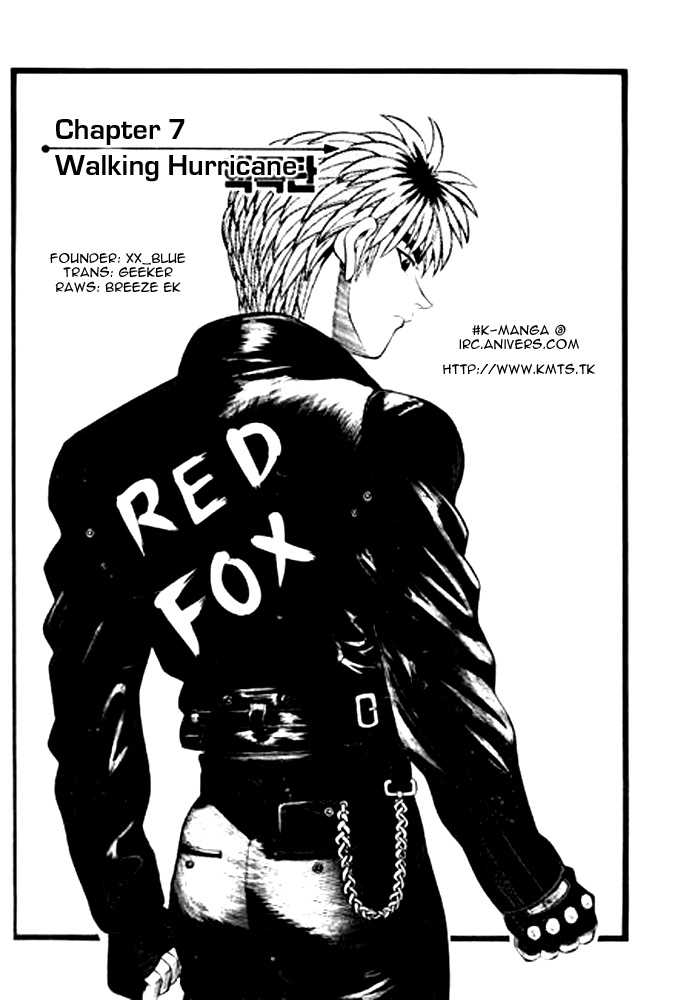 Chapter 7
Walking Hurricane
FOUNDER: XX_BLUE
TRANS: GEEKER
RAWS: BREEZE EK
#K-MANGA @
IRC.ANIVERS.COM
HTTP://WWW.KMTS.TK
RED
FOX